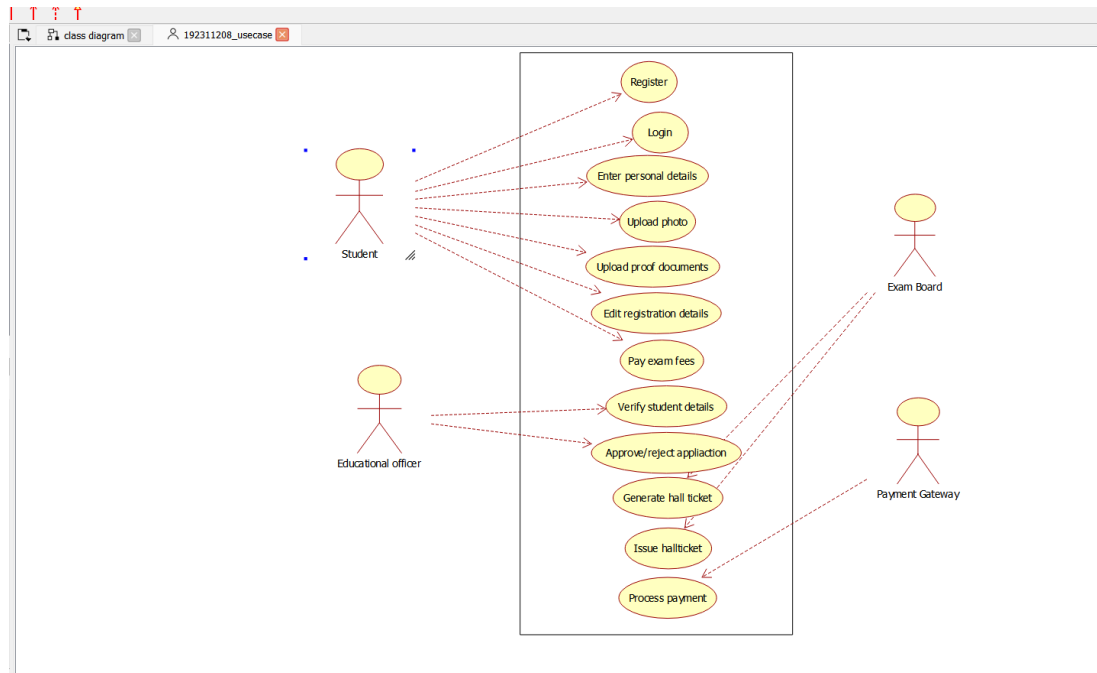 class diagram
192311208_usecase
Register
Login
Enter personal details
Upload photo
Student
Upload proof documents
Exam Board
Edit registration details
Pay exam fees
Verify student details
Approve/reject appliaction
Educational officer
Generate hall ticket
Payment Gateway
Issue hallticket
Process payment